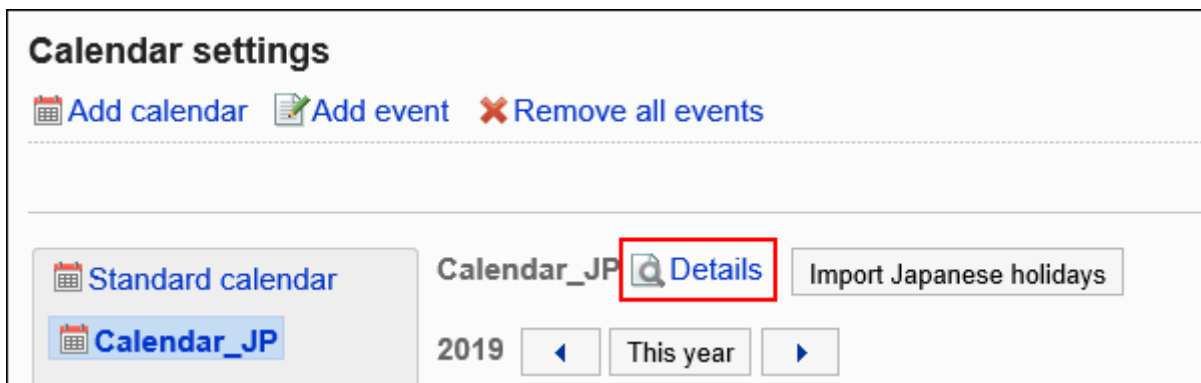 Calendar settings
Add calendar Add event Remove all events
Standard calendar
Calendar_JP
Calendar_JP Details Import Japanese holidays
2019 This year